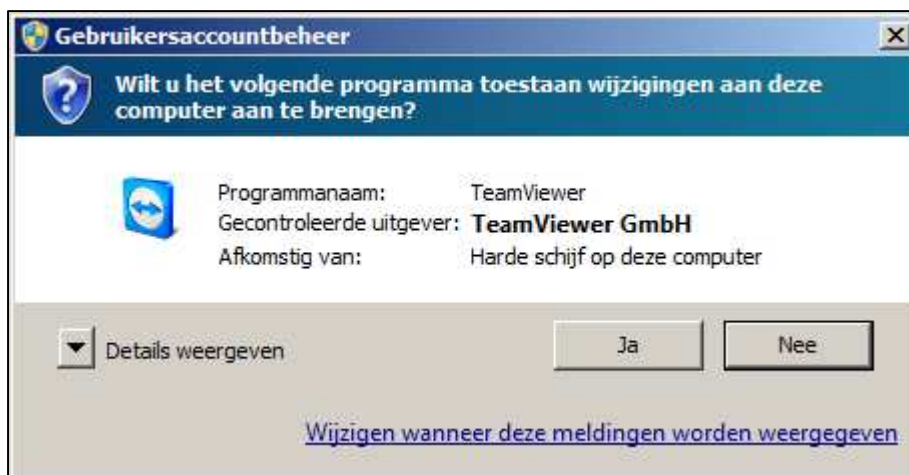 Gebruikersaccountbeheer
Wilt u het volgende programma toestaan wijzigingen aan deze
computer aan te brengen?
Programmanaam: TeamViewer
Gecontroleerde uitgever: TeamViewer GmbH
Afkomstig van: Harde schijf op deze computer
Details weergeven Ja Nee
Wijzigen wanneer deze meldingen worden weergegeven